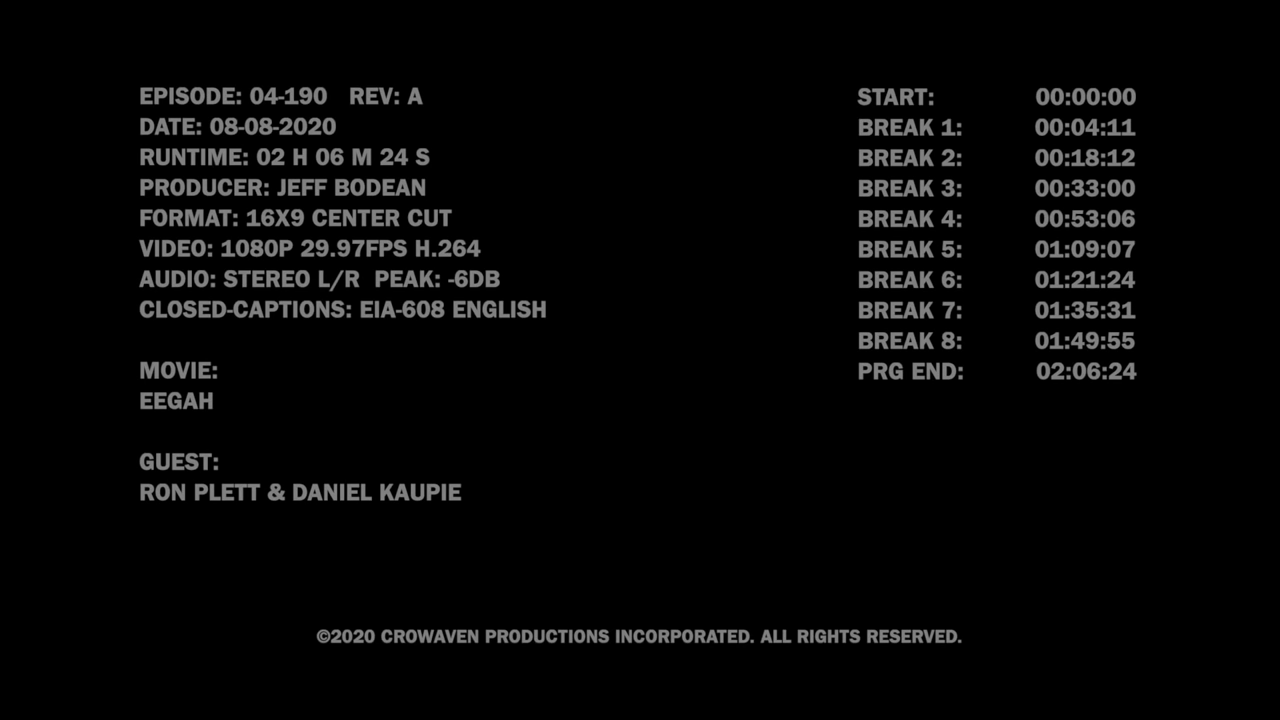 EPISODE: 04-190 REV: A
DATE: 08-08-2020
RUNTIME: 02 H 06 M 24 S
PRODUCER: JEFF BODEAN
FORMAT: 16X9 CENTER CUT
VIDEO: 1080P 29.97FPS H.264
AUDIO: STEREO L/R PEAK: -6DB
CLOSED-CAPTIONS: EIA-608 ENGLISH
MOVIE:
EEGAH
GUEST:
RON PLETT & DANIEL KAUPIE
START: 00:00:00
BREAK 1: 00:04:11
BREAK 2: 00:18:12
BREAK 3: 00:33:00
BREAK 4: 00:53:06
BREAK 5: 01:09:07
BREAK 6: 01:21:24
BREAK 7: 01:35:31
BREAK 8: 01:49:55
PRG END: 02:06:24
©2020 CROWAVEN PRODUCTIONS INCORPORATED. ALL RIGHTS RESERVED.